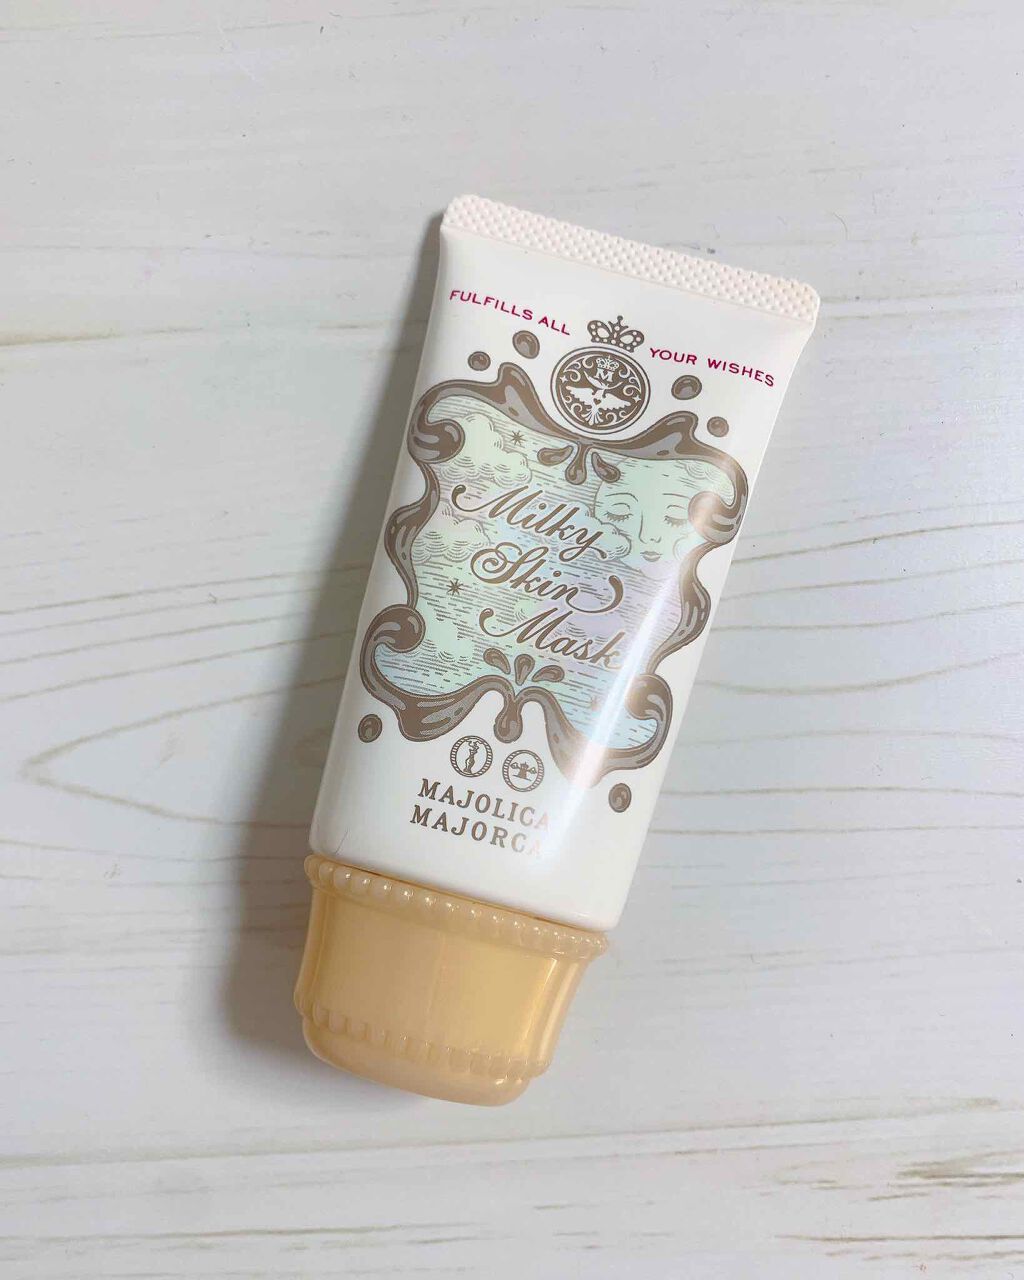 FULFILLS ALL
YOUR WISHES
M
Milky
Skin
Mask
MAJOLICA
MAJORCA